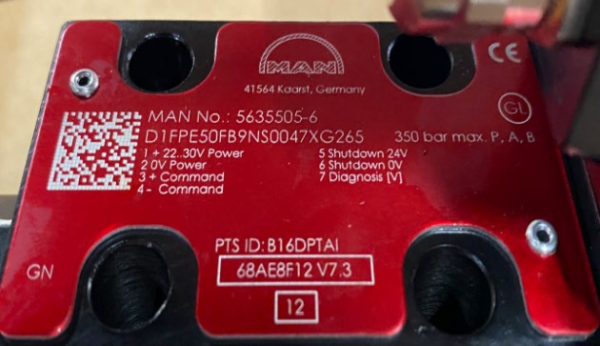 MAN
CE
41564 Kaarst, Germany
GL
MAN No.: 5635505-6
D1FPE50FB9NS0047XG265 350 bar max. P, A, B
1 + 22..30V Power 5 Shutdown 24V
2 0V Power 6 Shutdown 0V
3 + Command 7 Diagnosis [V]
4 - Command
PTS ID: B16DPTAI
GN 68AE8F12 V7.3
12